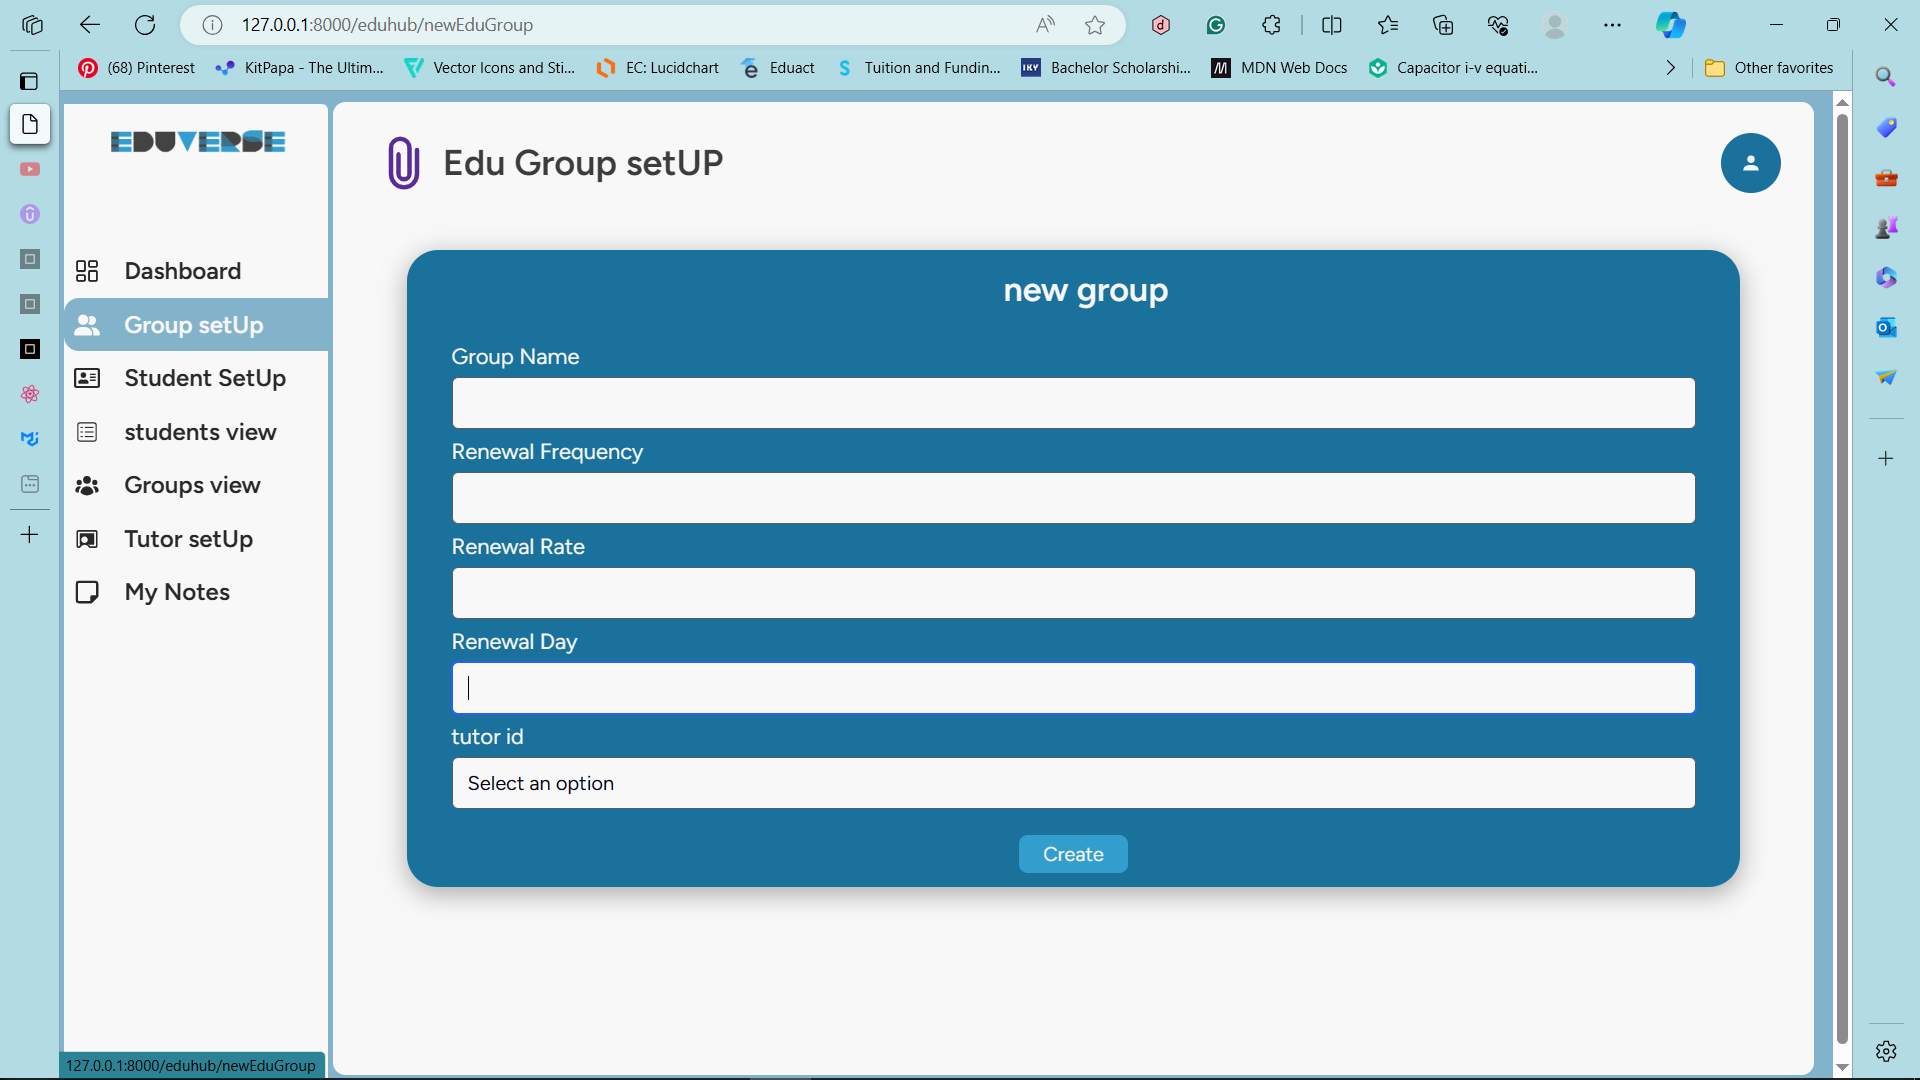 127.0.0.1:8000/eduhub/newEduGroup
(68) Pinterest
KitPapa - The Ultim...
Vector Icons and Sti...
EC: Lucidchart
Eduact
Tuition and Fundin...
IKY
Bachelor Scholarshi...
MDN Web Docs
Capacitor i-v equati...
Other favorites
EDUVERSE
Dashboard
Group setUp
Student SetUp
students view
Groups view
Tutor setUp
My Notes
Edu Group setUP
new group
Group Name
Renewal Frequency
Renewal Rate
Renewal Day
tutor id
Select an option
Create
127.0.0.1:8000/eduhub/newEduGroup